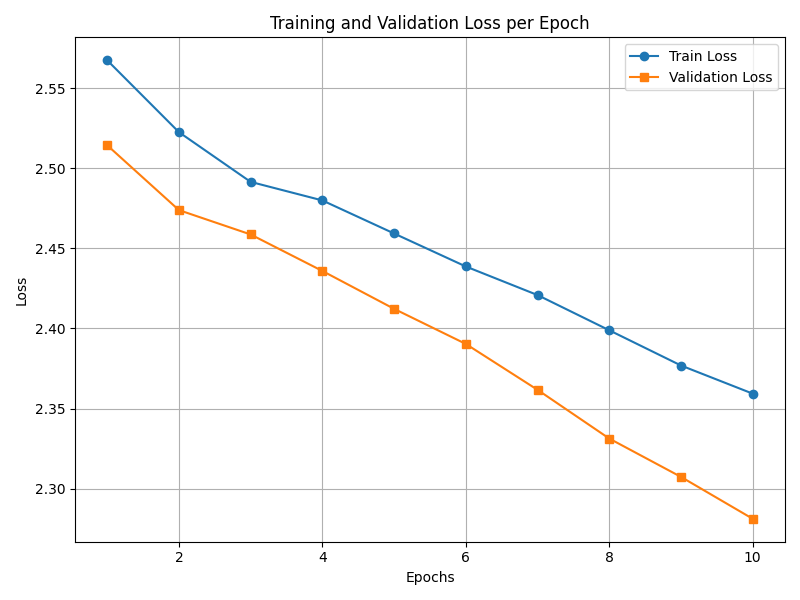 Training and Validation Loss per Epoch
Train Loss
Validation Loss
2.55
2.50
2.45
2.40
2.35
2.30
Loss
2 4 6 8 10
Epochs